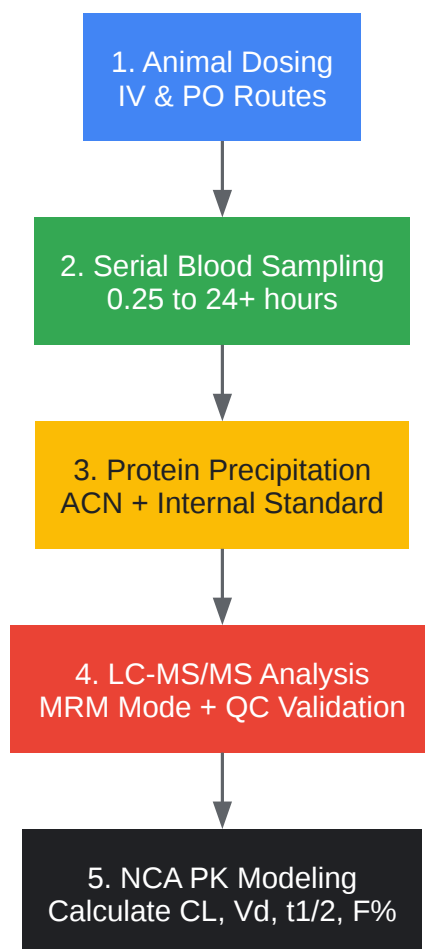 1. Animal Dosing
IV & PO Routes
2. Serial Blood Sampling
0.25 to 24+ hours
3. Protein Precipitation
ACN + Internal Standard
4. LC-MS/MS Analysis
MRM Mode + QC Validation
5. NCA PK Modeling
Calculate CL, Vd, t1/2, F%